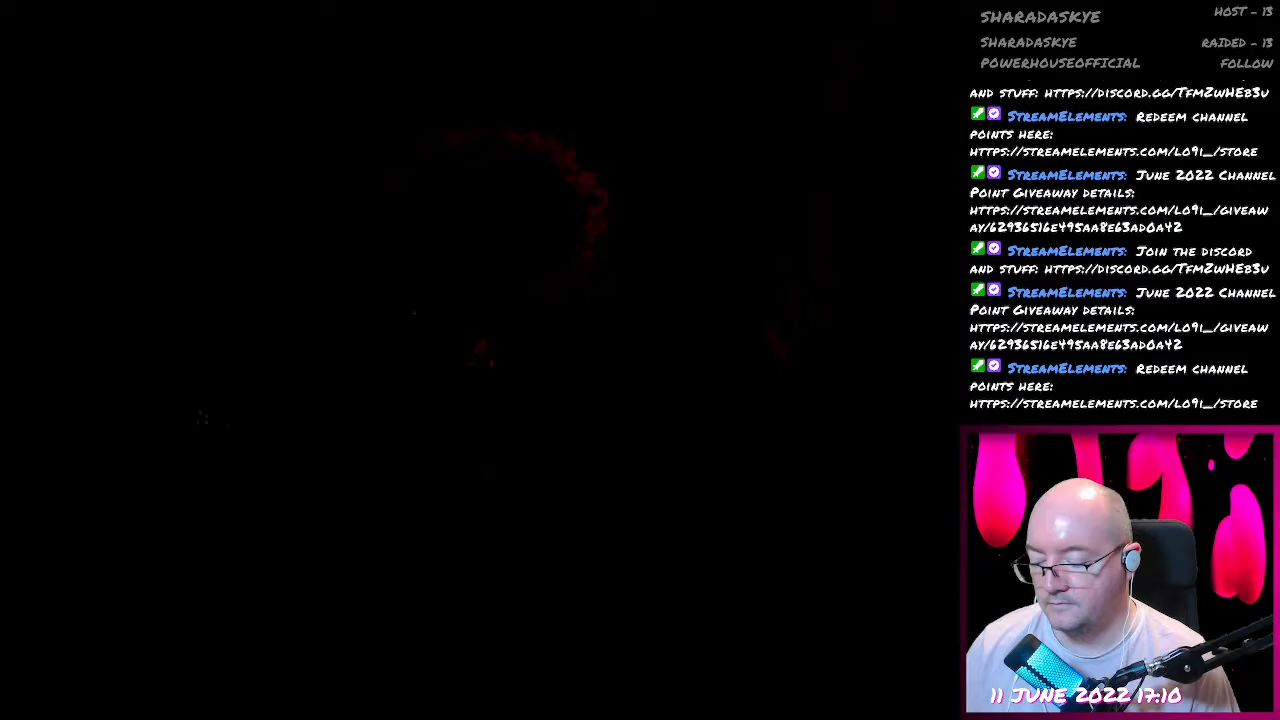 SHARADASKYE HOST - 13
SHARADASKYE RAIDED - 13
POWERHOUSEOFFICIAL FOLLOW
AND STUFF: HTTPS://DISCORD.GG/TFMZWHE83U
STREAMELEMENTS: REDEEM CHANNEL
POINTS HERE:
HTTPS://STREAMELEMENTS.COM/LO9I_/STORE
STREAMELEMENTS: JUNE 2022 CHANNEL
POINT GIVEAWAY DETAILS:
HTTPS://STREAMELEMENTS.COM/LO9I_/GIVEAW
AY/62936516E495AA8E63AD0A42
STREAMELEMENTS: JOIN THE DISCORD
AND STUFF: HTTPS://DISCORD.GG/TFMZWHE83U
STREAMELEMENTS: JUNE 2022 CHANNEL
POINT GIVEAWAY DETAILS:
HTTPS://STREAMELEMENTS.COM/LO9I_/GIVEAW
AY/62936516E495AA8E63AD0A42
STREAMELEMENTS: REDEEM CHANNEL
POINTS HERE:
HTTPS://STREAMELEMENTS.COM/LO9I_/STORE
11 JUNE 2022 17:10